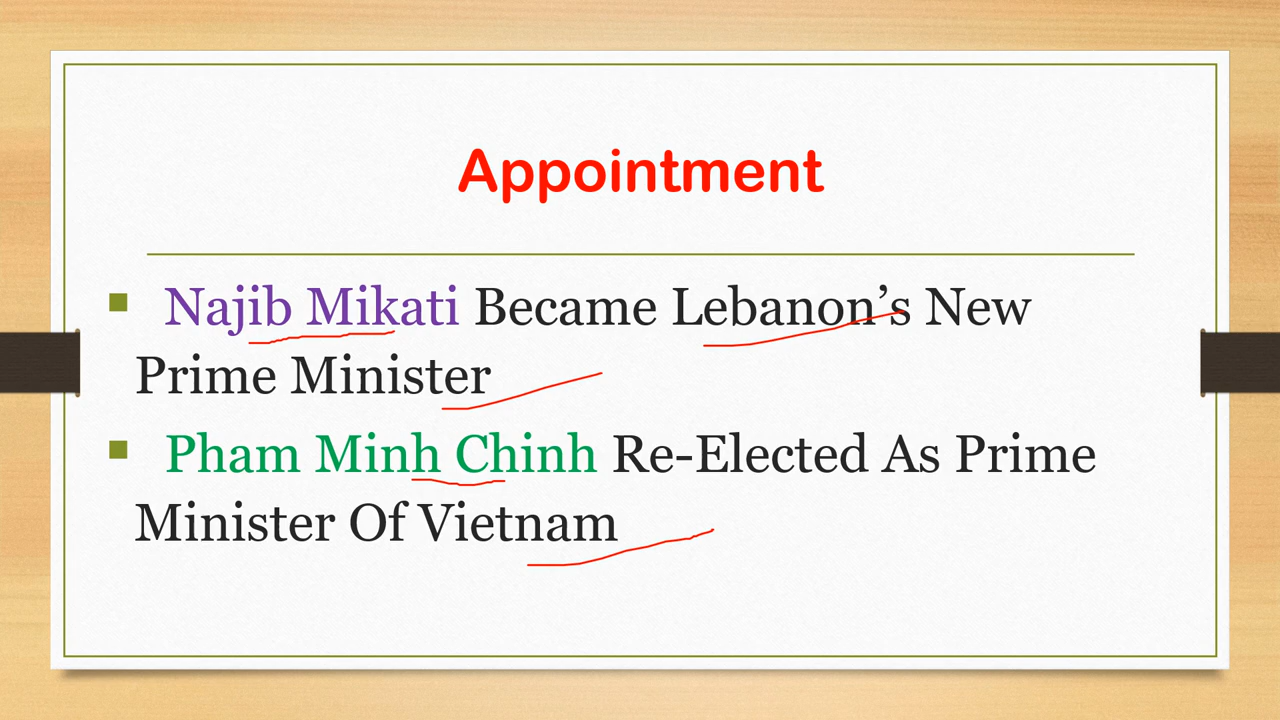 Appointment
Najib Mikati Became Lebanon’s New
Prime Minister
Pham Minh Chinh Re-Elected As Prime
Minister Of Vietnam